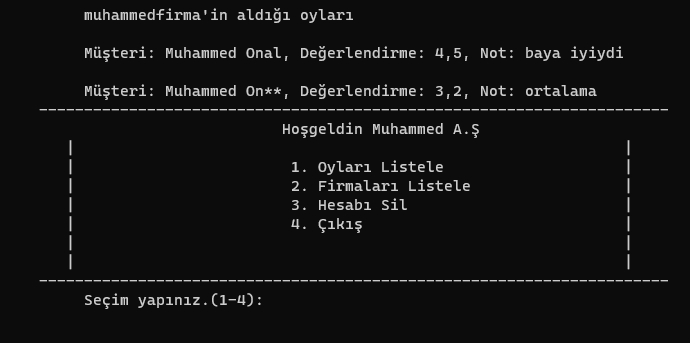 muhammedfirma'in aldığı oyları
Müşteri: Muhammed Onal, Değerlendirme: 4,5, Not: baya iyiydi
Müşteri: Muhammed On**, Değerlendirme: 3,2, Not: ortalama
Hoşgeldin Muhammed A.Ş
1. Oyları Listele
2. Firmaları Listele
3. Hesabı Sil
4. Çıkış
Seçim yapınız.(1-4):